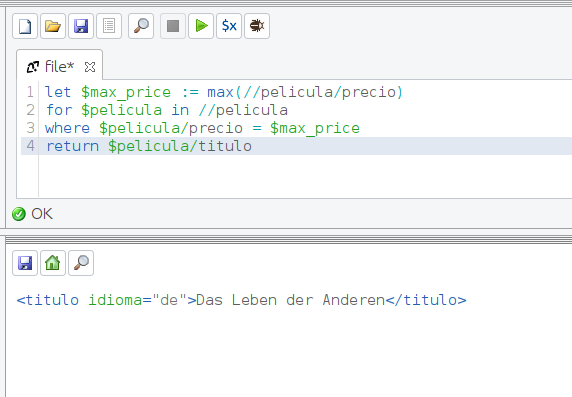 $x
file*
1 let $max_price := max(//pelicula/precio)
2 for $pelicula in //pelicula
3 where $pelicula/precio = $max_price
4 return $pelicula/titulo
OK
<titulo idioma="de">Das Leben der Anderen</titulo>